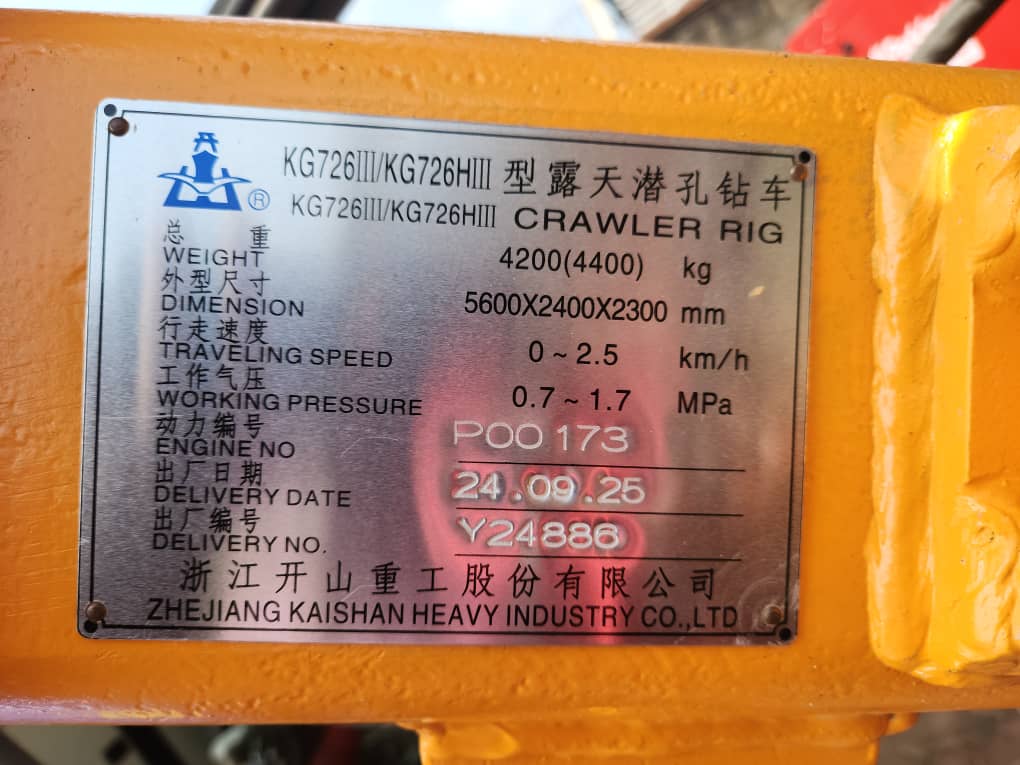 KG726III/KG726HIII 型露天潜孔钻车
KG726III/KG726HIII CRAWLER RIG
®
总重
WEIGHT 4200(4400) kg
外型尺寸
DIMENSION 5600X2400X2300 mm
行走速度
TRAVELING SPEED 0 ~ 2.5 km/h
工作气压
WORKING PRESSURE 0.7 ~ 1.7 MPa
动力编号
ENGINE NO P00173
出厂日期
DELIVERY DATE 24.09.25
出厂编号
DELIVERY NO. Y24886
浙江开山重工股份有限公司
ZHEJIANG KAISHAN HEAVY INDUSTRY CO.,LTD